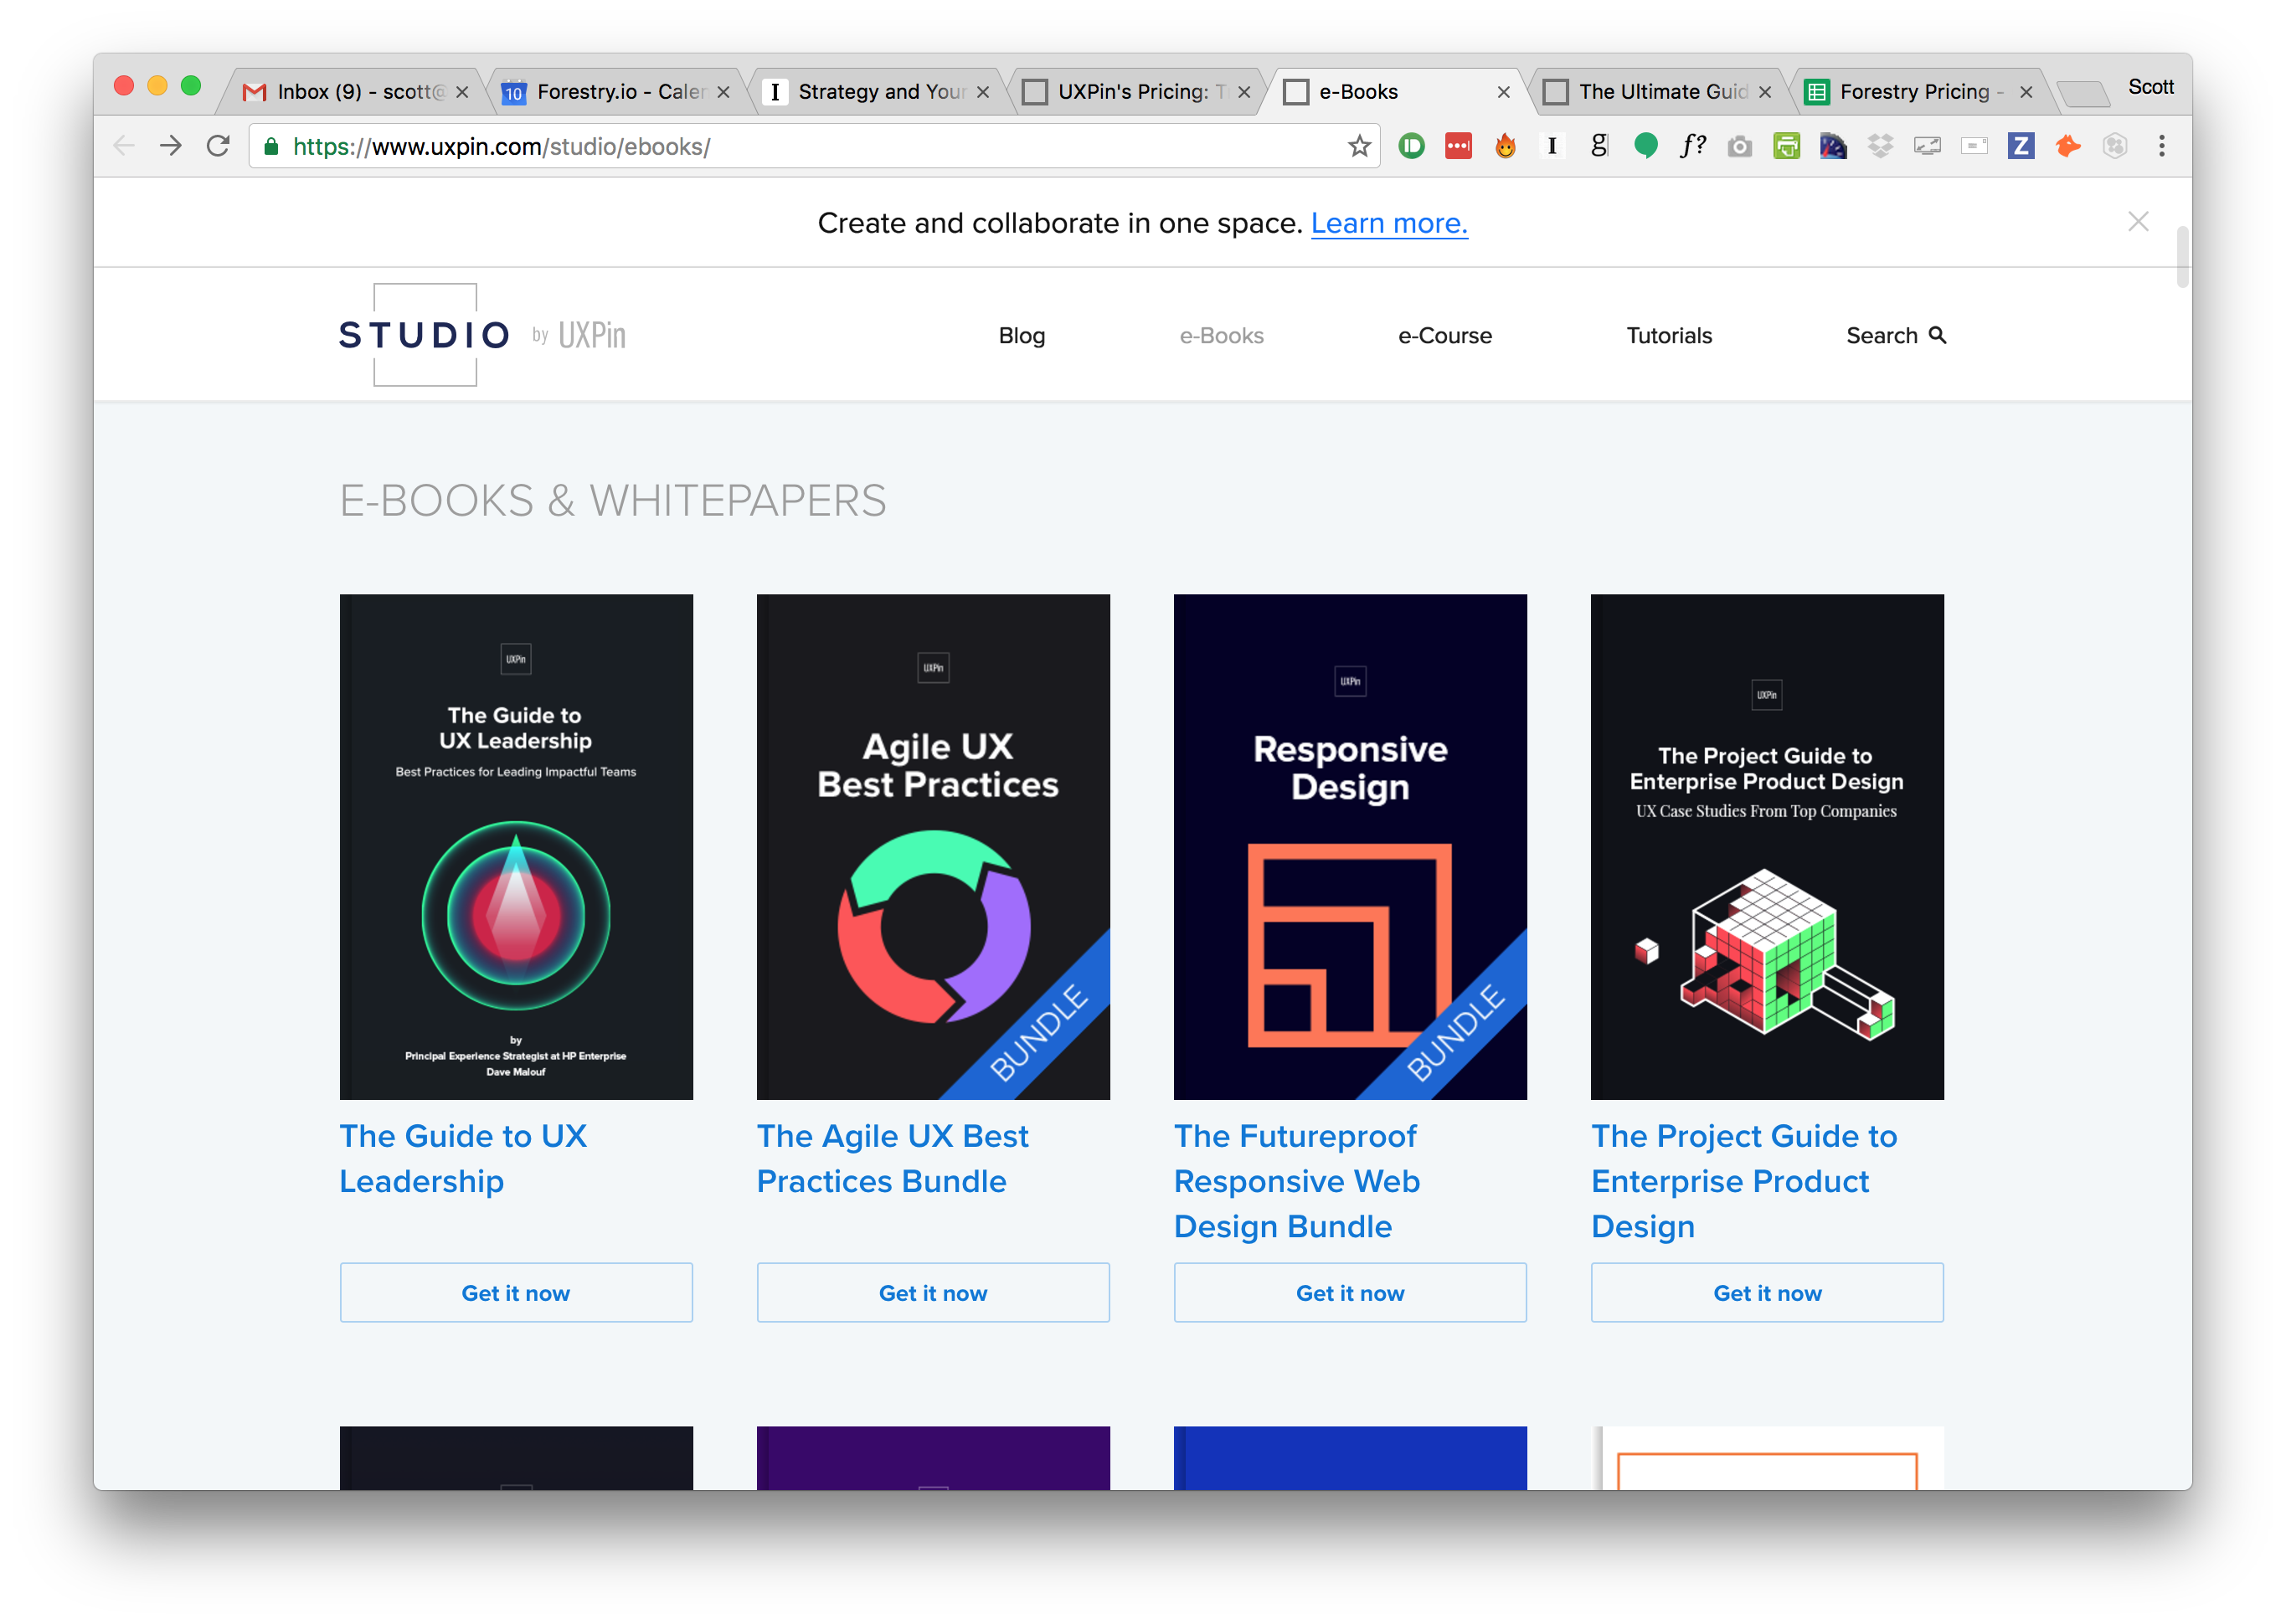 Inbox (9) - scott@
Forestry.io - Caler
Strategy and Your
UXPin's Pricing: T
e-Books
The Ultimate Guid
Forestry Pricing -
Scott
https://www.uxpin.com/studio/ebooks/
Create and collaborate in one space. Learn more.
STUDIO by UXPin
Blog
e-Books
e-Course
Tutorials
Search
E-BOOKS & WHITEPAPERS
UXPin
The Guide to
UX Leadership
Best Practices for Leading Impactful Teams
by
Principal Experience Strategist at HP Enterprise
Dave Malouf
UXPin
Agile UX
Best Practices
BUNDLE
UXPin
Responsive
Design
BUNDLE
UXPin
The Project Guide to
Enterprise Product Design
UX Case Studies From Top Companies
The Guide to UX
Leadership
The Agile UX Best
Practices Bundle
The Futureproof
Responsive Web
Design Bundle
The Project Guide to
Enterprise Product
Design
Get it now
Get it now
Get it now
Get it now